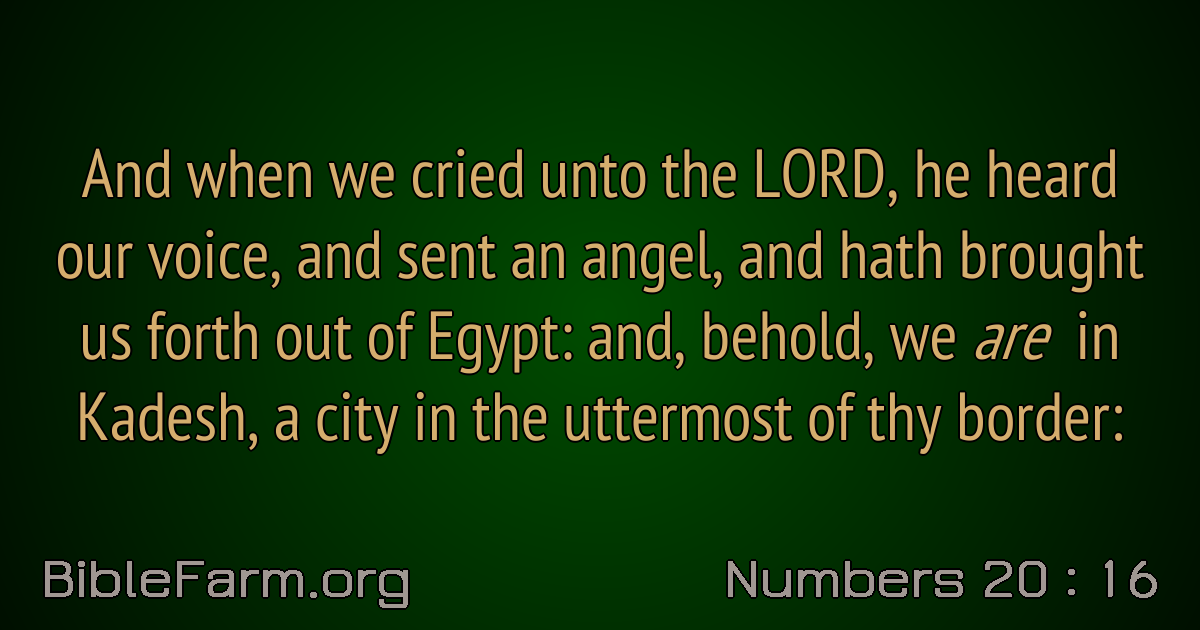 And when we cried unto the LORD, he heard
our voice, and sent an angel, and hath brought
us forth out of Egypt: and, behold, we are in
Kadesh, a city in the uttermost of thy border:
BibleFarm.org
Numbers 20 : 16